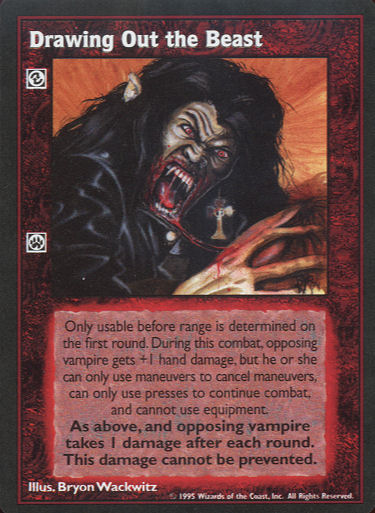 Drawing Out the Beast
Only usable before range is determined on
the first round. During this combat, opposing
vampire gets +1 hand damage, but he or she
can only use maneuvers to cancel maneuvers,
can only use presses to continue combat,
and cannot use equipment.
As above, and opposing vampire
takes 1 damage after each round.
This damage cannot be prevented.
Illus. Bryon Wackwitz
© 1995 Wizards of the Coast, Inc. All Rights Reserved.